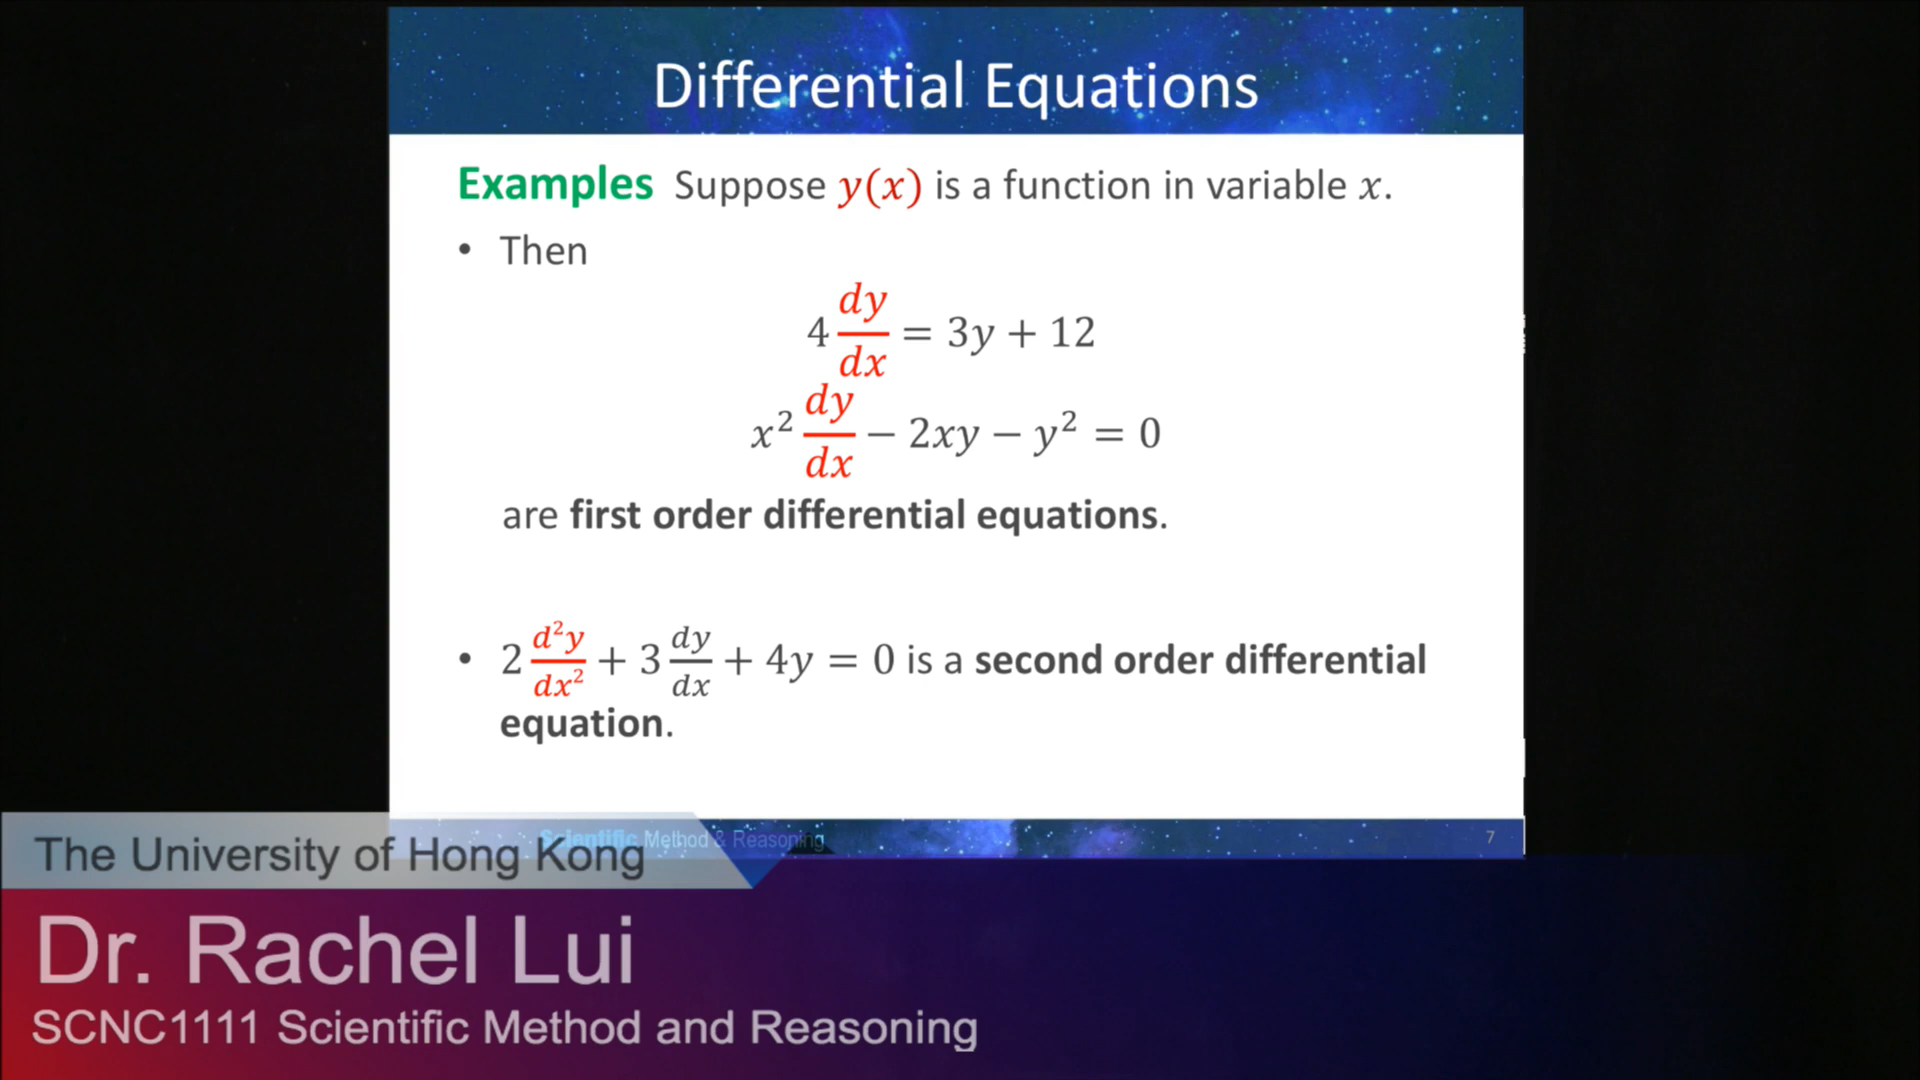 Differential Equations
Examples Suppose y(x) is a function in variable x.
• Then
4 dy/dx = 3y + 12
x² dy/dx − 2xy − y² = 0
are first order differential equations.
• 2 d²y/dx² + 3 dy/dx + 4y = 0 is a second order differential
equation.
Scientific Method & Reasoning
7
The University of Hong Kong
Dr. Rachel Lui
SCNC1111 Scientific Method and Reasoning